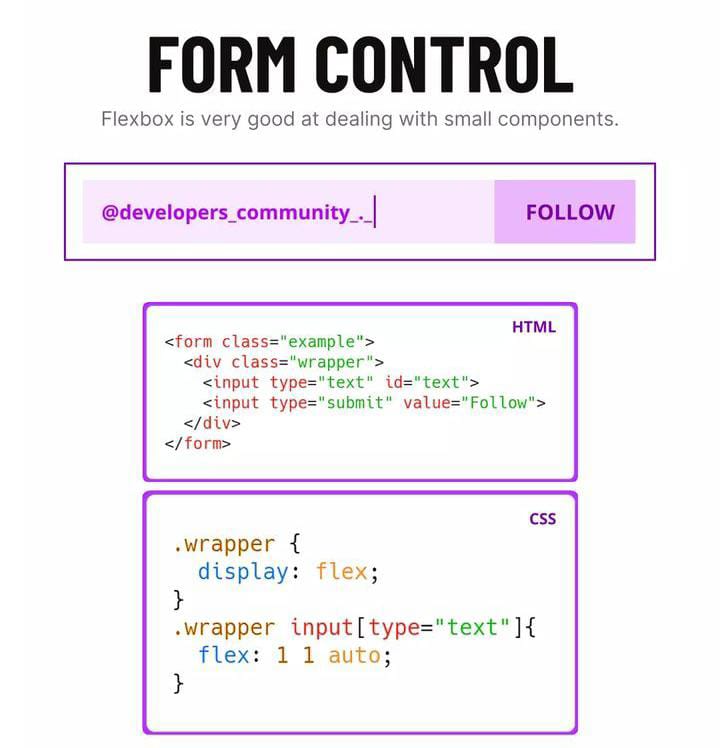 FORM CONTROL
Flexbox is very good at dealing with small components.
@developers_community_._
FOLLOW
HTML
<form class="example">
  <div class="wrapper">
    <input type="text" id="text">
    <input type="submit" value="Follow">
  </div>
</form>
CSS
.wrapper {
  display: flex;
}
.wrapper input[type="text"]{
  flex: 1 1 auto;
}